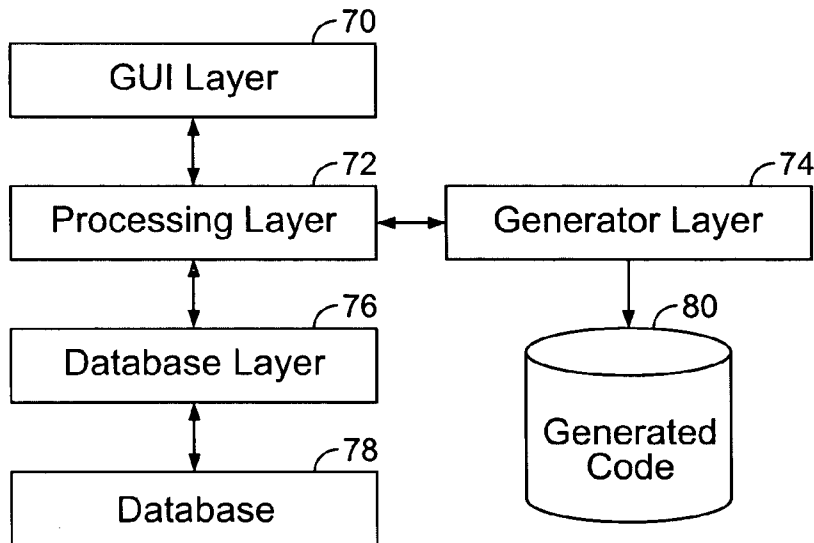 70
GUI Layer
72
Processing Layer
74
Generator Layer
76
Database Layer
80
Generated
Code
78
Database